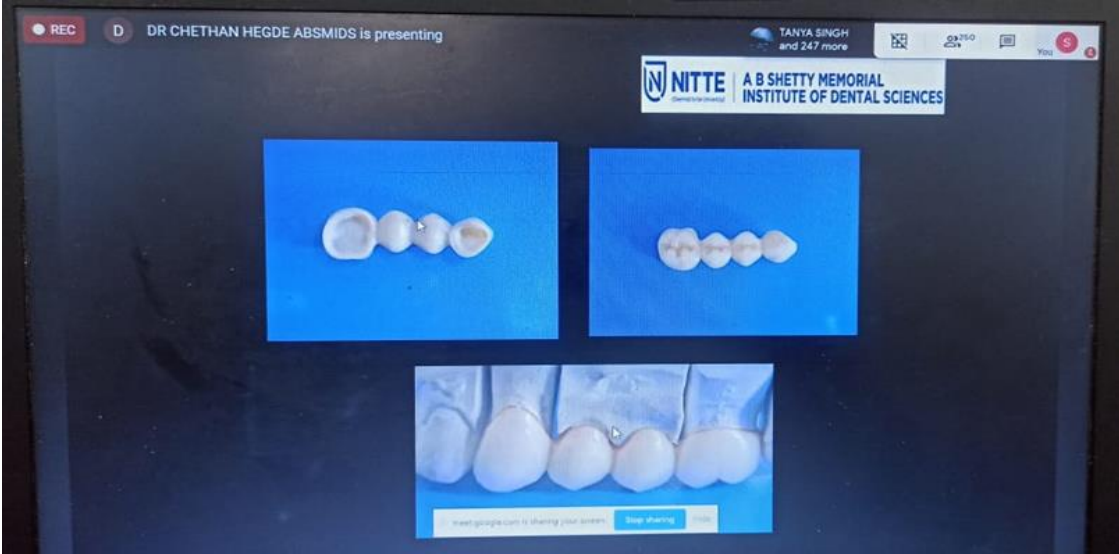 REC
D DR CHETHAN HEGDE ABSMIDS is presenting
TANYA SINGH
and 247 more
250
You
S
N NITTE
A B SHETTY MEMORIAL
INSTITUTE OF DENTAL SCIENCES
meet.google.com is sharing your screen.
Stop sharing
Hide